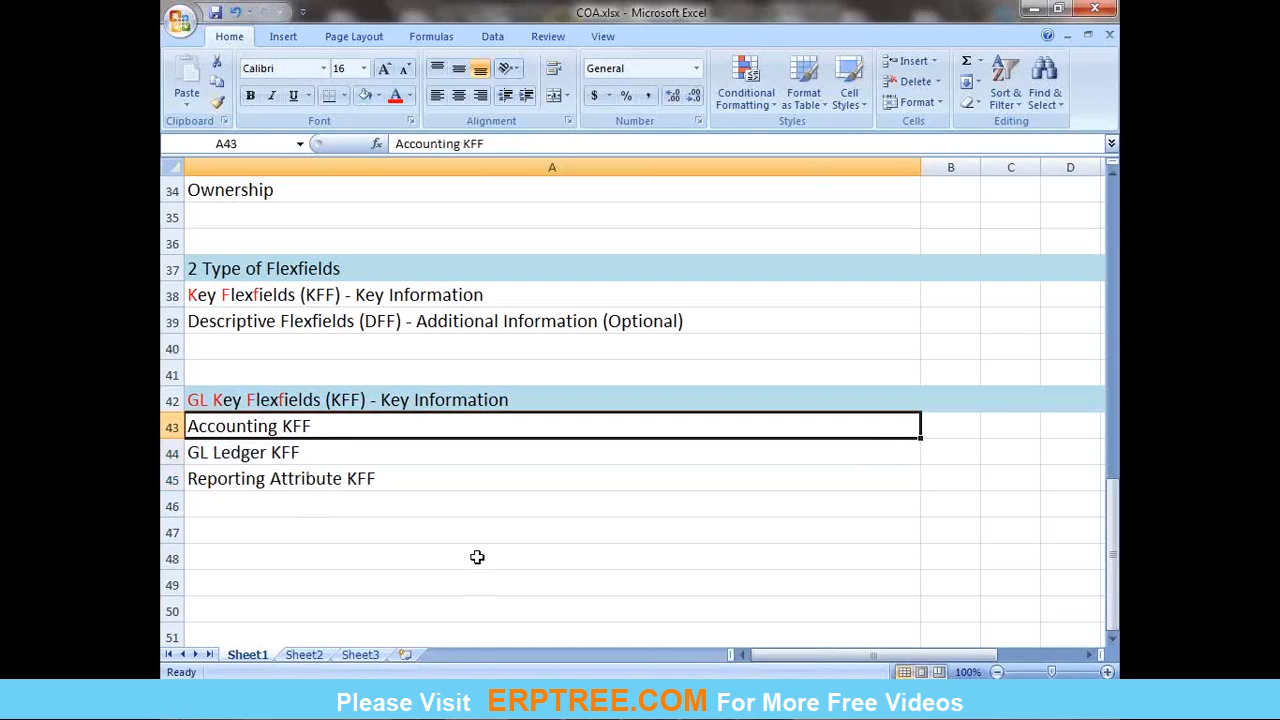 COA.xlsx - Microsoft Excel
Home Insert Page Layout Formulas Data Review View
Paste
Clipboard
Calibri 16
B I U
Font
Alignment
General
$ % ,
Number
Conditional Formatting
Format as Table
Cell Styles
Styles
Insert
Delete
Format
Cells
Sort & Filter
Find & Select
Editing
A43 fx Accounting KFF
A B C D
34 Ownership
35
36
37 2 Type of Flexfields
38 Key Flexfields (KFF) - Key Information
39 Descriptive Flexfields (DFF) - Additional Information (Optional)
40
41
42 GL Key Flexfields (KFF) - Key Information
43 Accounting KFF
44 GL Ledger KFF
45 Reporting Attribute KFF
46
47
48
49
50
51
Sheet1 Sheet2 Sheet3
Ready 100%
Please Visit ERPTREE.COM For More Free Videos